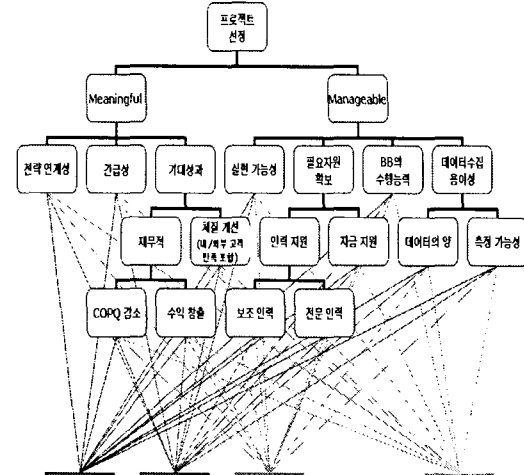 프로젝트
선정
Meaningful
Manageable
전략 연계성
긴급성
기대성과
실현 가능성
필요자원
확보
BB의
수행능력
데이터수집
용이성
재무적
체질 개선
(내/외부 고객
만족 포함)
인력 지원
자금 지원
데이터의 양
측정 가능성
COPQ 감소
수익 창출
보조 인력
전문 인력